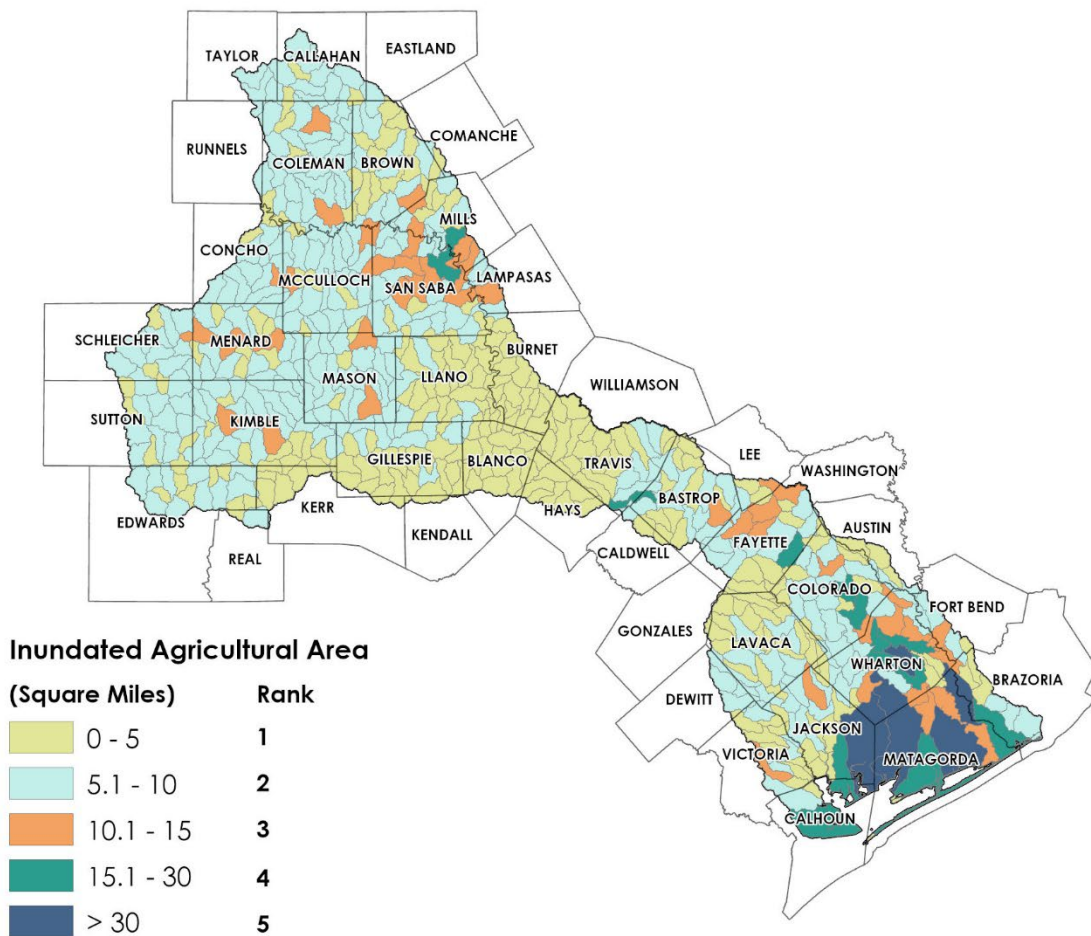 TAYLOR
CALLAHAN
EASTLAND
COMANCHE
RUNNELS
COLEMAN
BROWN
MILLS
CONCHO
MCCULLOCH
SAN SABA
LAMPASAS
SCHLEICHER
MENARD
BURNET
MASON
LLANO
WILLIAMSON
SUTTON
KIMBLE
GILLESPIE
BLANCO
TRAVIS
LEE
WASHINGTON
BASTROP
EDWARDS
KERR
HAYS
AUSTIN
KENDALL
FAYETTE
REAL
CALDWELL
COLORADO
FORT BEND
GONZALES
LAVACA
WHARTON
BRAZORIA
DEWITT
JACKSON
VICTORIA
MATAGORDA
CALHOUN
Inundated Agricultural Area
(Square Miles) Rank
0 - 5 1
5.1 - 10 2
10.1 - 15 3
15.1 - 30 4
> 30 5